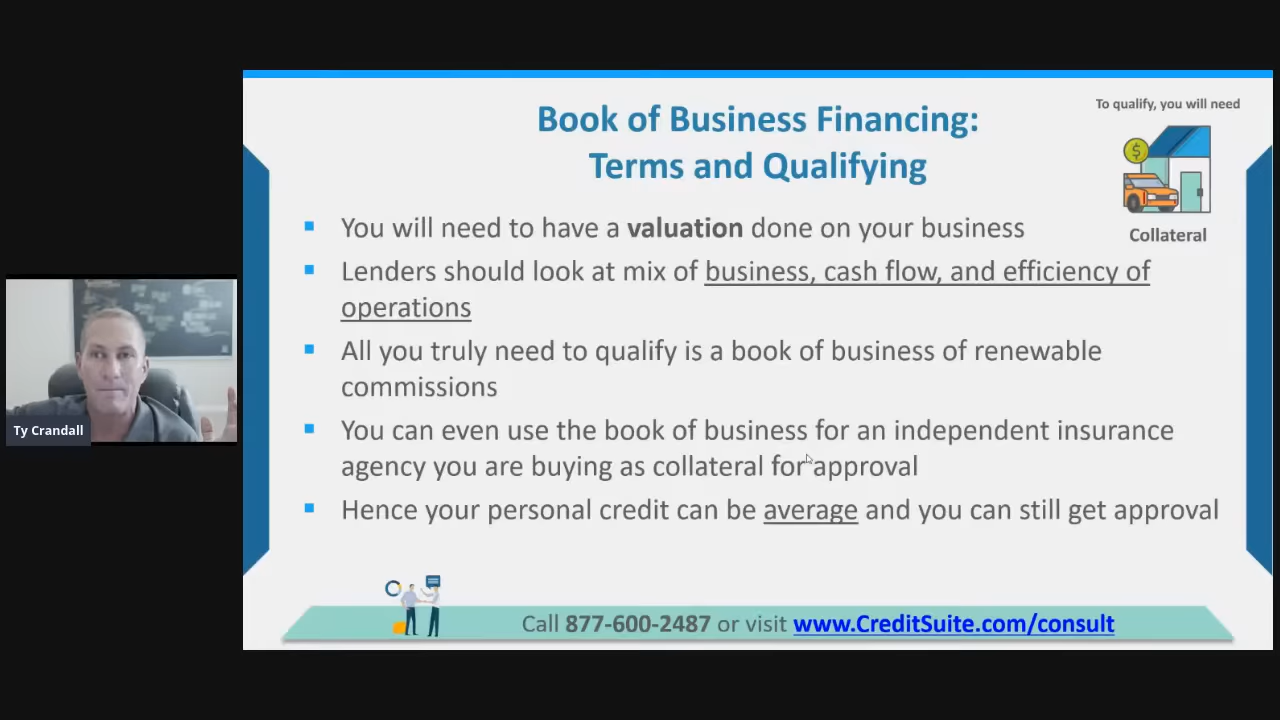 Book of Business Financing:
Terms and Qualifying
To qualify, you will need
Collateral
You will need to have a valuation done on your business
Lenders should look at mix of business, cash flow, and efficiency of
operations
All you truly need to qualify is a book of business of renewable
commissions
You can even use the book of business for an independent insurance
agency you are buying as collateral for approval
Hence your personal credit can be average and you can still get approval
Ty Crandall
Call 877-600-2487 or visit www.CreditSuite.com/consult